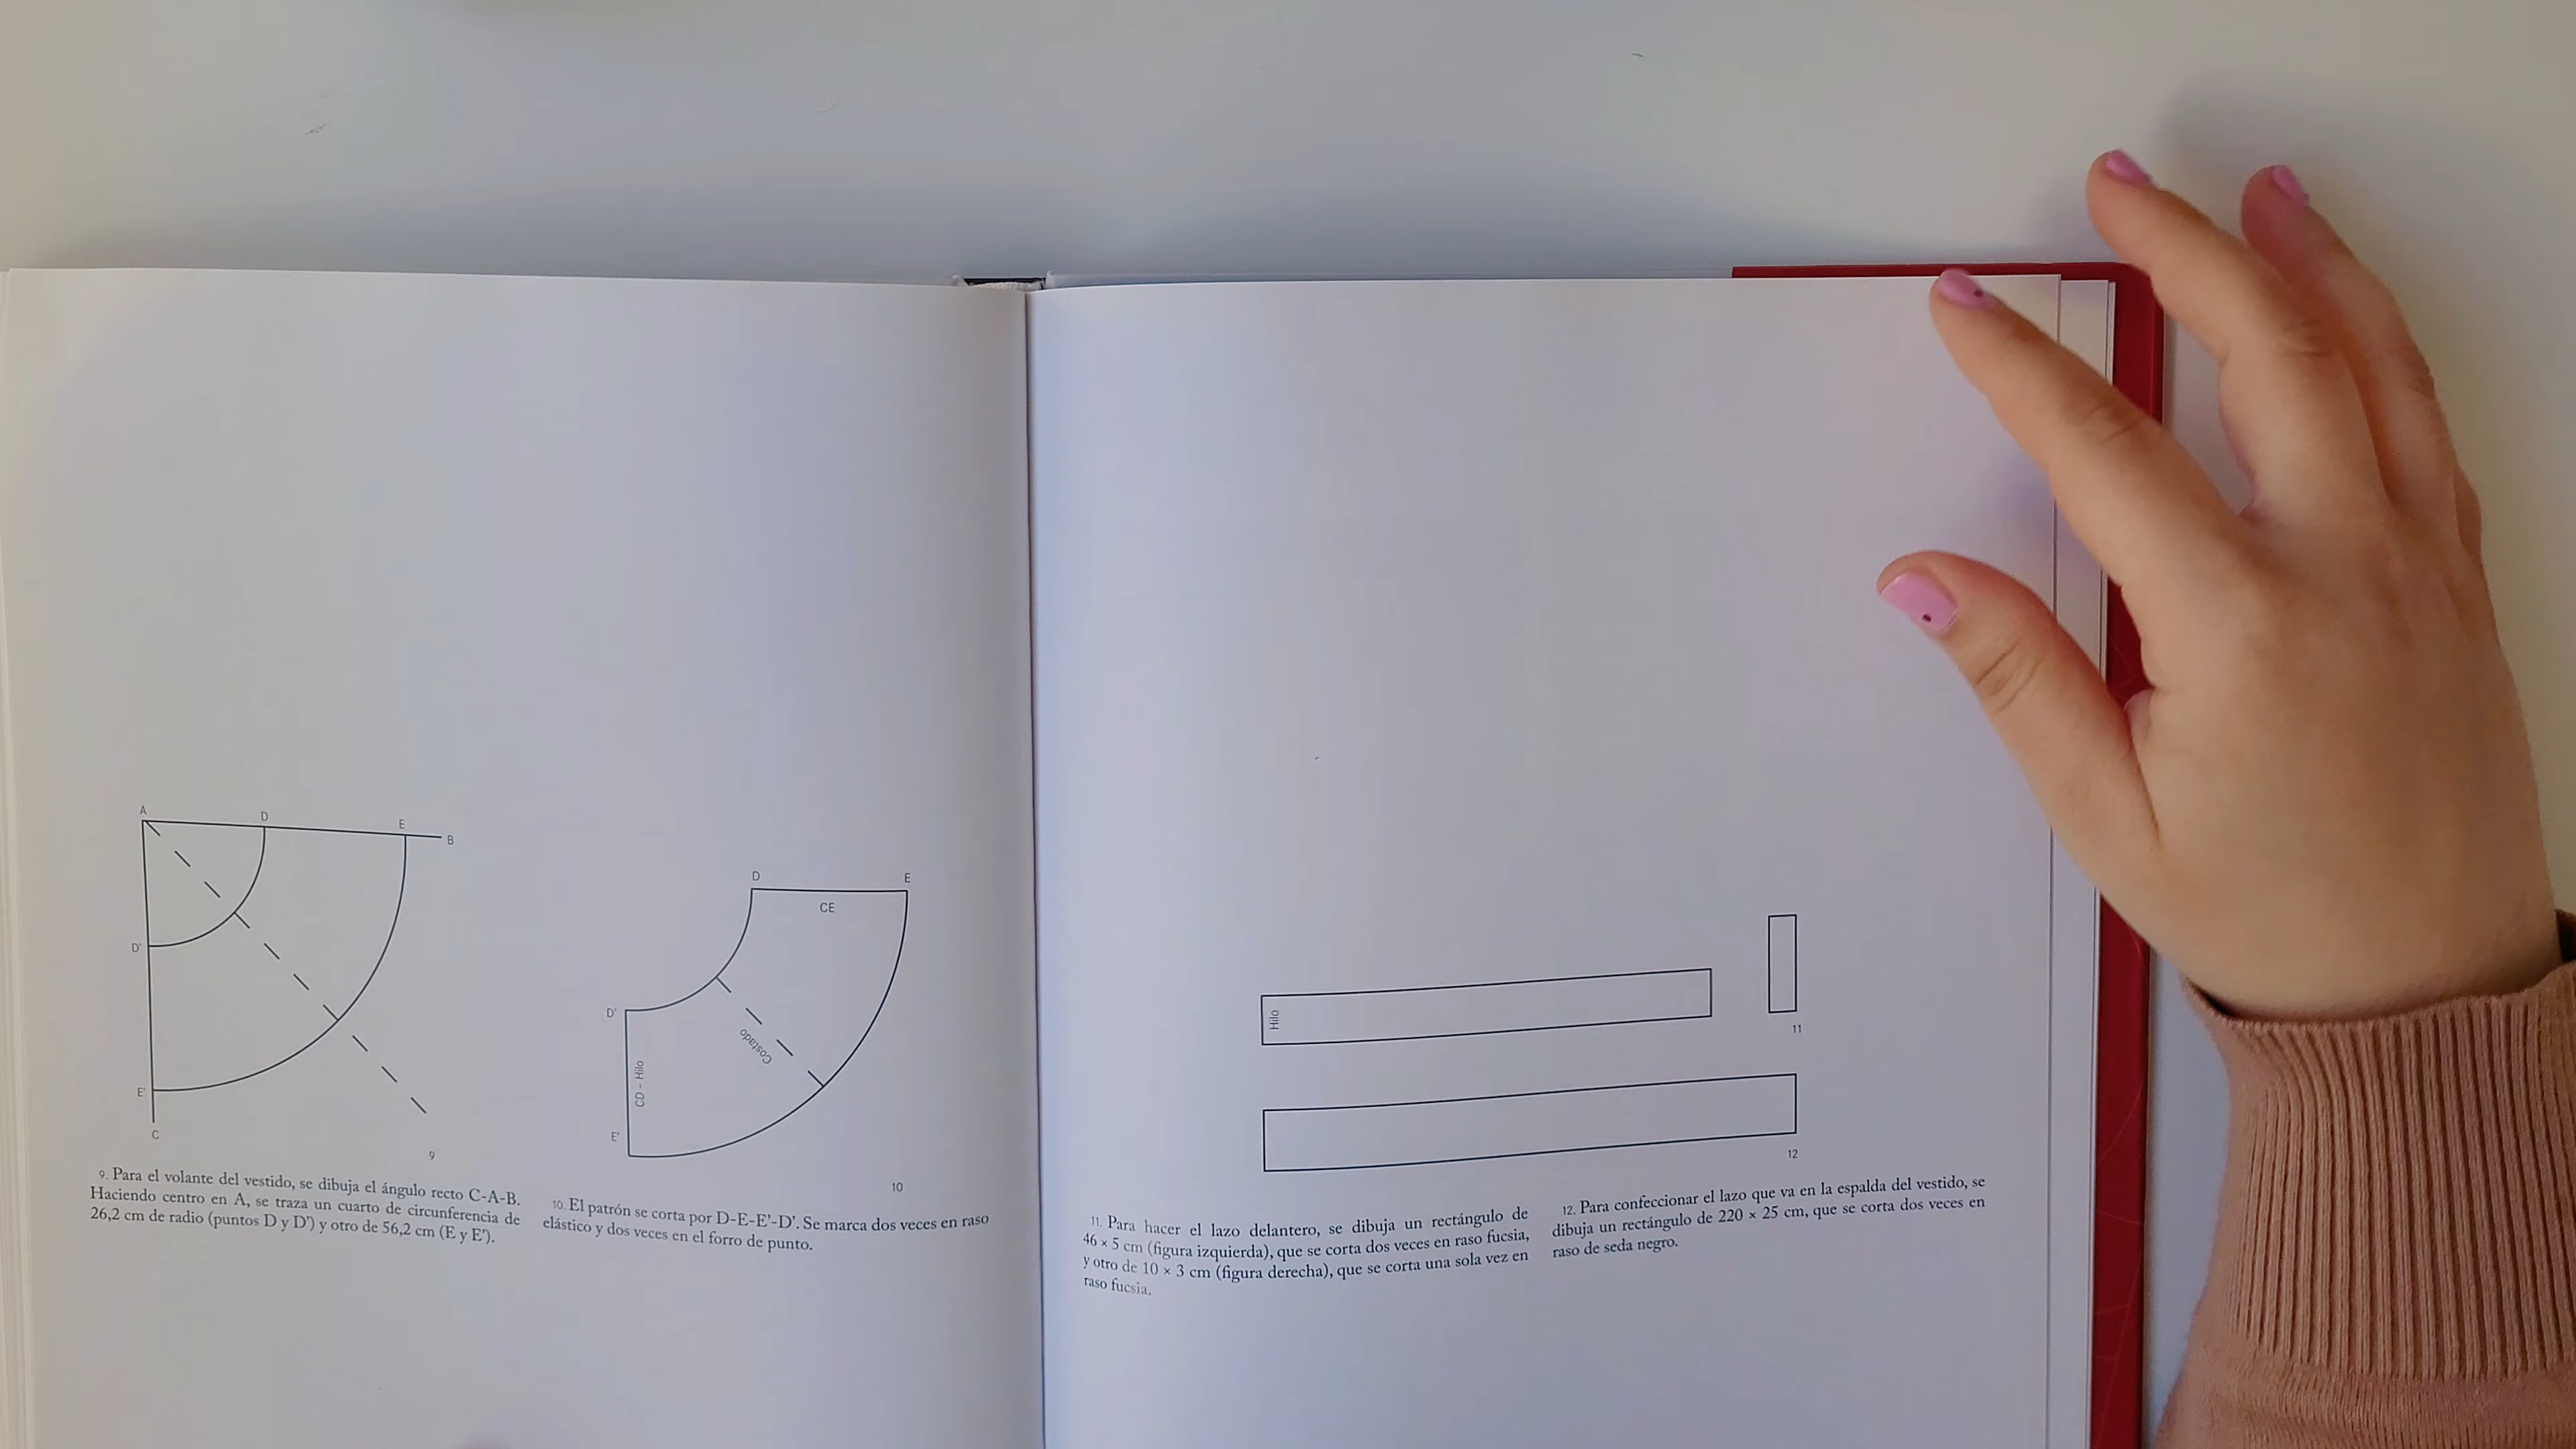 A
D
E
B
D'
E'
C
9
9. Para el volante del vestido, se dibuja el ángulo recto C-A-B.
Haciendo centro en A, se traza un cuarto de circunferencia de
26,2 cm de radio (puntos D y D') y otro de 56,2 cm (E y E').
D
E
CE
D'
Costado
CD – Hilo
E'
10
10. El patrón se corta por D-E-E'-D'. Se marca dos veces en raso
elástico y dos veces en el forro de punto.
Hilo
11
12
11. Para hacer el lazo delantero, se dibuja un rectángulo de
46 × 5 cm (figura izquierda), que se corta dos veces en raso fucsia,
y otro de 10 × 3 cm (figura derecha), que se corta una sola vez en
raso fucsia.
12. Para confeccionar el lazo que va en la espalda del vestido, se
dibuja un rectángulo de 220 × 25 cm, que se corta dos veces en
raso de seda negro.